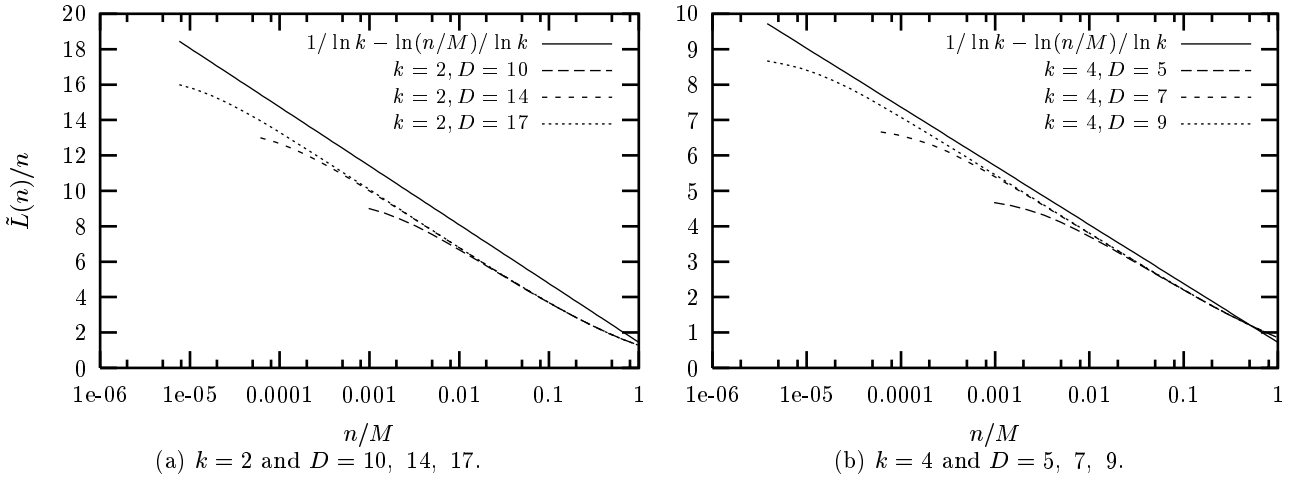 20
18
16
14
12
10
8
6
4
2
0
L̃(n)/n
1/ ln k − ln(n/M)/ ln k
k = 2, D = 10
k = 2, D = 14
k = 2, D = 17
1e-06 1e-05 0.0001 0.001 0.01 0.1 1
n/M
(a) k = 2 and D = 10, 14, 17.
10
9
8
7
6
5
4
3
2
1
0
1/ ln k − ln(n/M)/ ln k
k = 4, D = 5
k = 4, D = 7
k = 4, D = 9
1e-06 1e-05 0.0001 0.001 0.01 0.1 1
n/M
(b) k = 4 and D = 5, 7, 9.